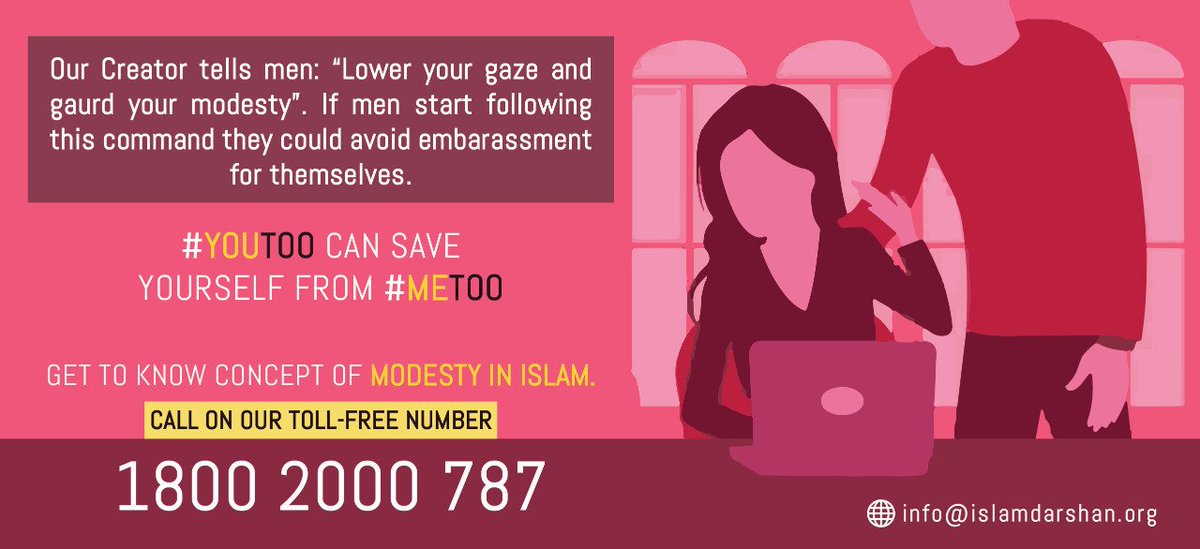 Our Creator tells men: “Lower your gaze and
gaurd your modesty”. If men start following
this command they could avoid embarassment
for themselves.
#YOUTOO CAN SAVE
YOURSELF FROM #METOO
GET TO KNOW CONCEPT OF MODESTY IN ISLAM.
CALL ON OUR TOLL-FREE NUMBER
1800 2000 787
info@islamdarshan.org